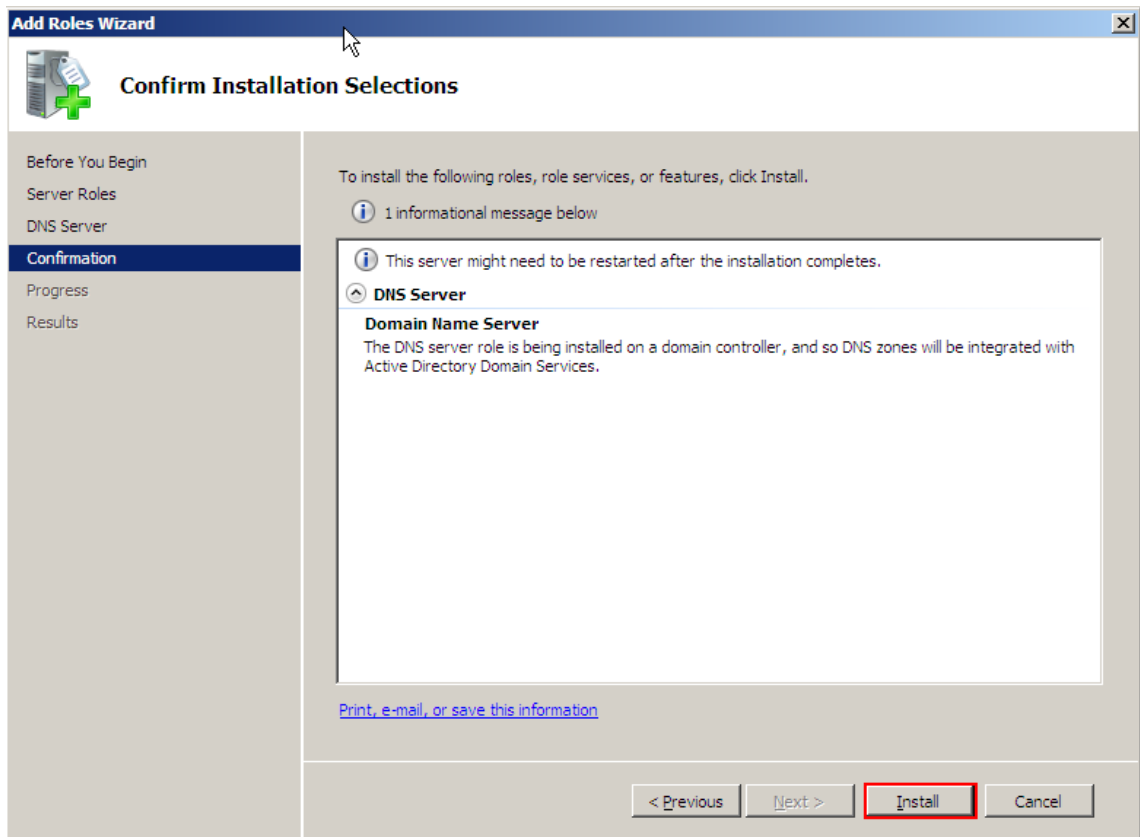 Add Roles Wizard
Confirm Installation Selections
Before You Begin
Server Roles
DNS Server
Confirmation
Progress
Results
To install the following roles, role services, or features, click Install.
1 informational message below
This server might need to be restarted after the installation completes.
DNS Server
Domain Name Server
The DNS server role is being installed on a domain controller, and so DNS zones will be integrated with
Active Directory Domain Services.
Print, e-mail, or save this information
< Previous
Next >
Install
Cancel